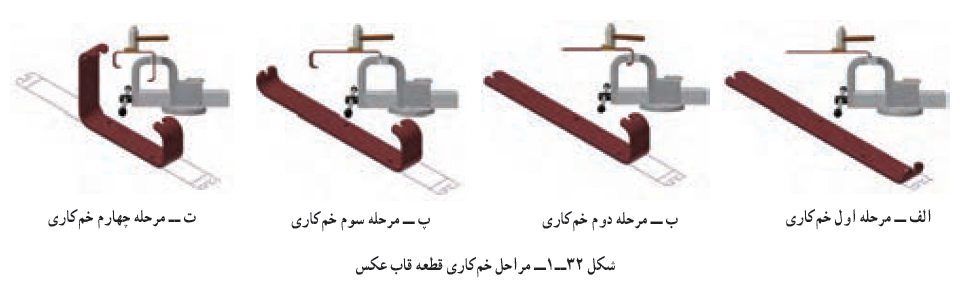 الف ــ مرحله اول خم‌کاری
ب ــ مرحله دوم خم‌کاری
پ ــ مرحله سوم خم‌کاری
ت ــ مرحله چهارم خم‌کاری
شکل ۳۲ــ۱ــ مراحل خم‌کاری قطعه قاب عکس